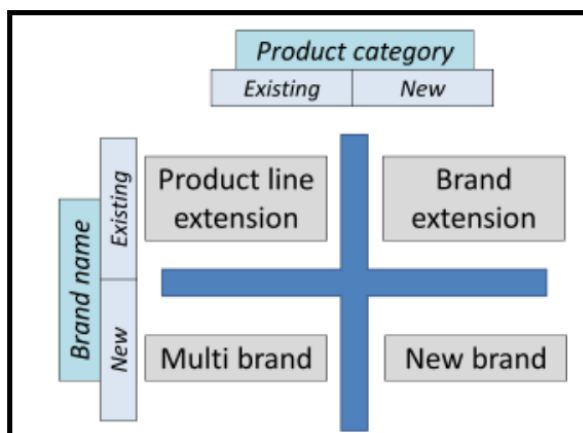 Product category
Existing
New
Brand name
Existing
Product line
extension
Brand
extension
New
Multi brand
New brand